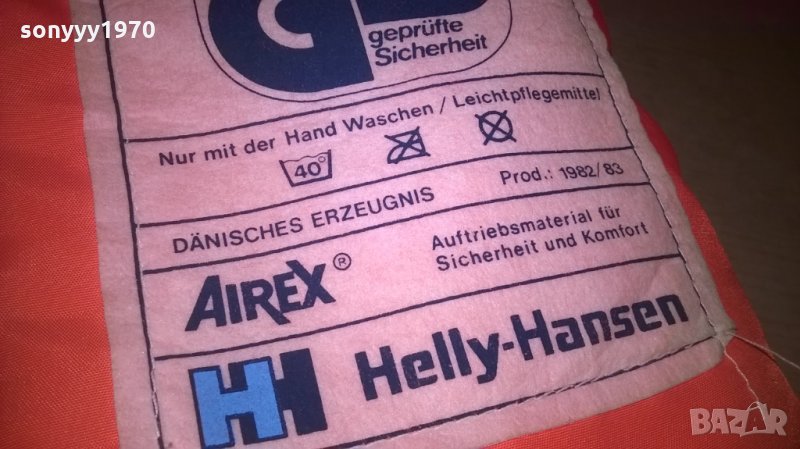 sonyyy1970
geprüfte
Sicherheit
Nur mit der Hand Waschen / Leichtpflegemittel
40°
DÄNISCHES ERZEUGNIS
Prod.: 1982/83
AIREX®
Auftriebsmaterial für
Sicherheit und Komfort
HH Helly-Hansen
BAZAR